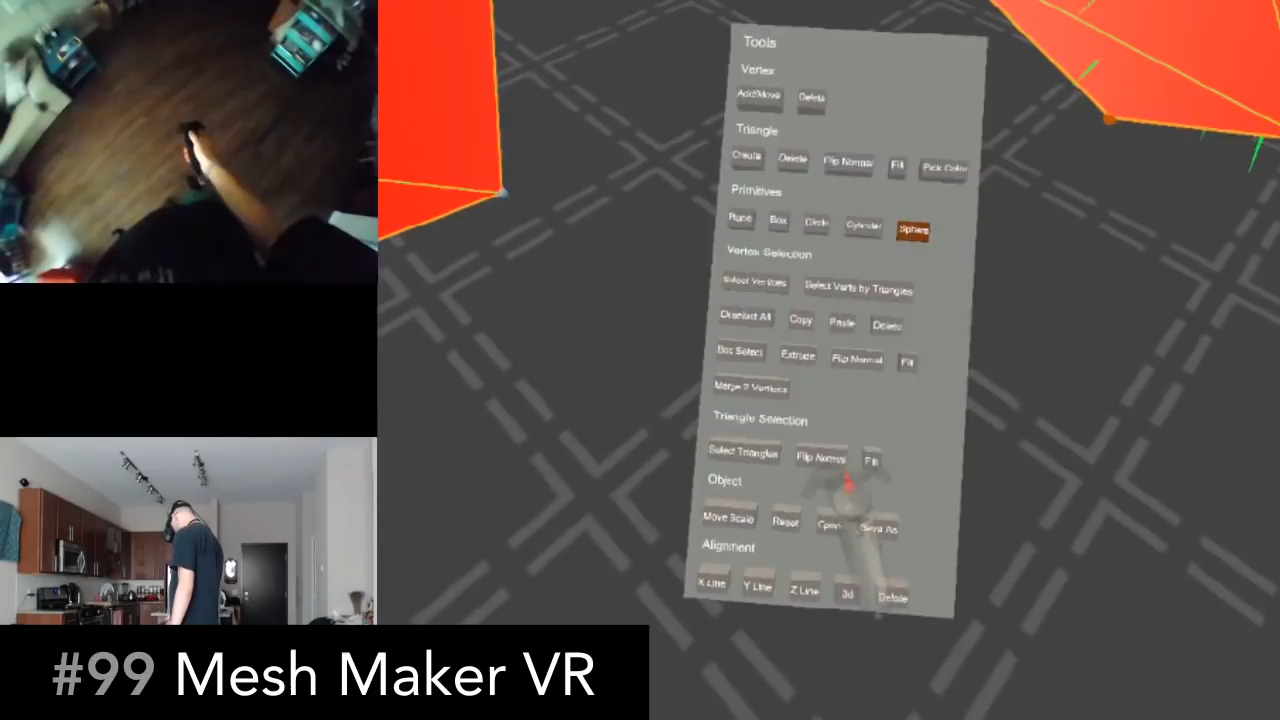 Tools
Vertex
Add/Move Delete
Triangle
Create Delete Flip Normal Fill Pick Color
Primitives
Plane Box Circle Cylinder Sphere
Vertex Selection
Select Vertices Select Verts by Triangles
Deselect All Copy Paste Delete
Box Select Extrude Flip Normal Fill
Merge 2 Vertices
Triangle Selection
Select Triangles Flip Normal Fill
Object
Move Scale Reset Open Save As
Alignment
X Line Y Line Z Line 3d Delete
#99 Mesh Maker VR